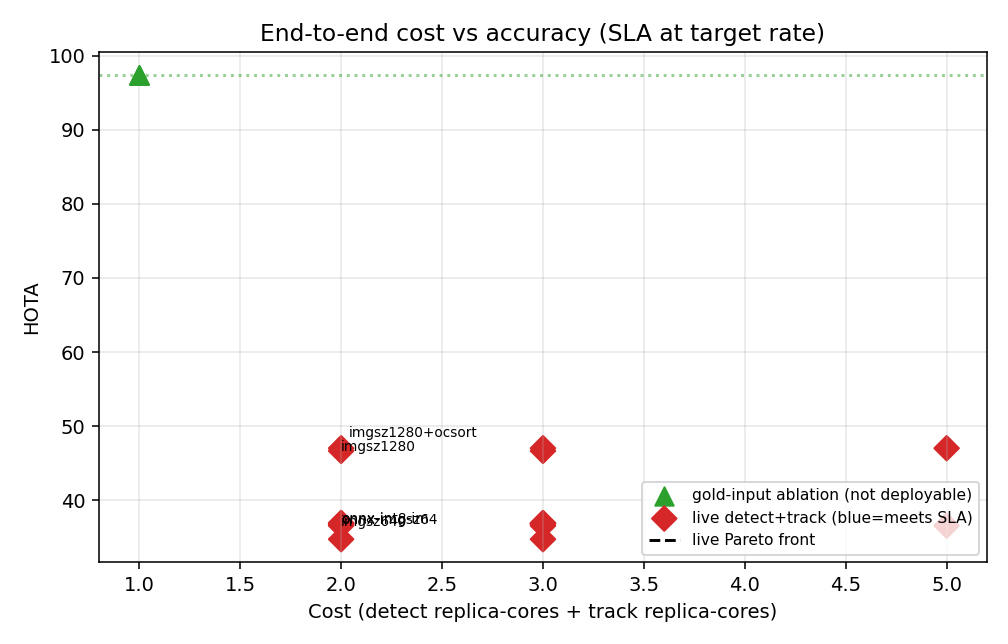 End-to-end cost vs accuracy (SLA at target rate)
100
90
80
70
60
50
40
HOTA
imgsz1280+ocsort
imgsz1280
gold-input ablation (not deployable)
live detect+track (blue=meets SLA)
live Pareto front
1.0
1.5
2.0
2.5
3.0
3.5
4.0
4.5
5.0
Cost (detect replica-cores + track replica-cores)